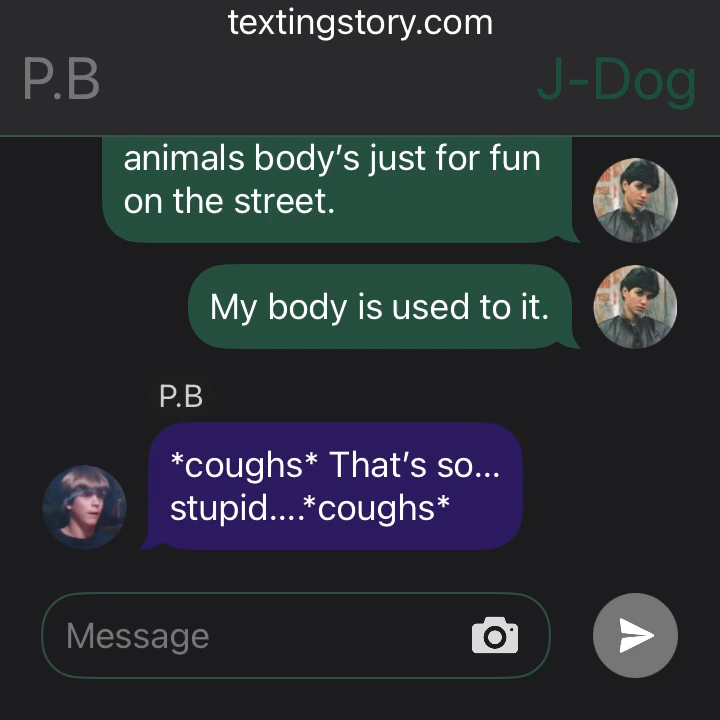 textingstory.com
P.B
J-Dog
animals body’s just for fun
on the street.
My body is used to it.
P.B
*coughs* That’s so...
stupid....*coughs*
Message